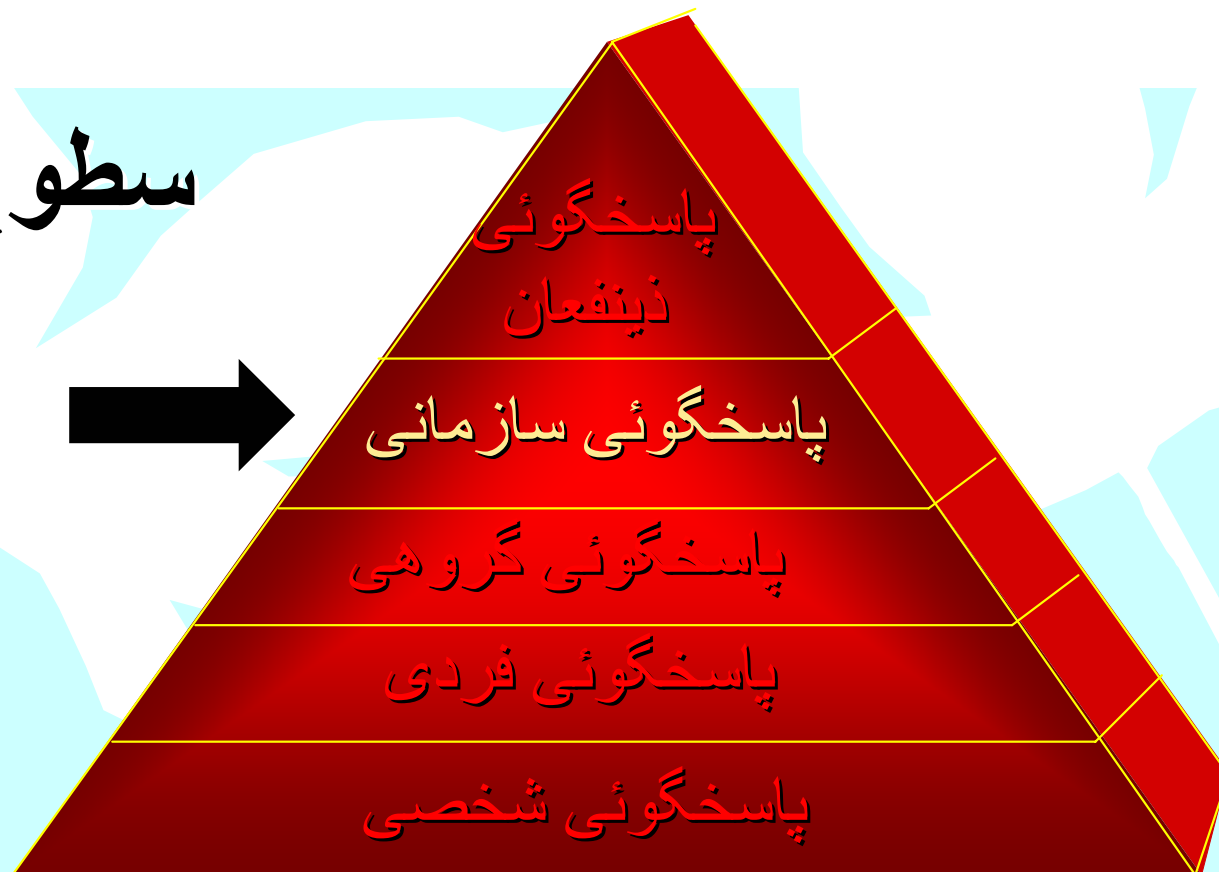 سطو
پاسخگوئی
ذینفعان
پاسخگوئی سازمانی
پاسخگوئی گروهی
پاسخگوئی فردی
پاسخگوئی شخصی